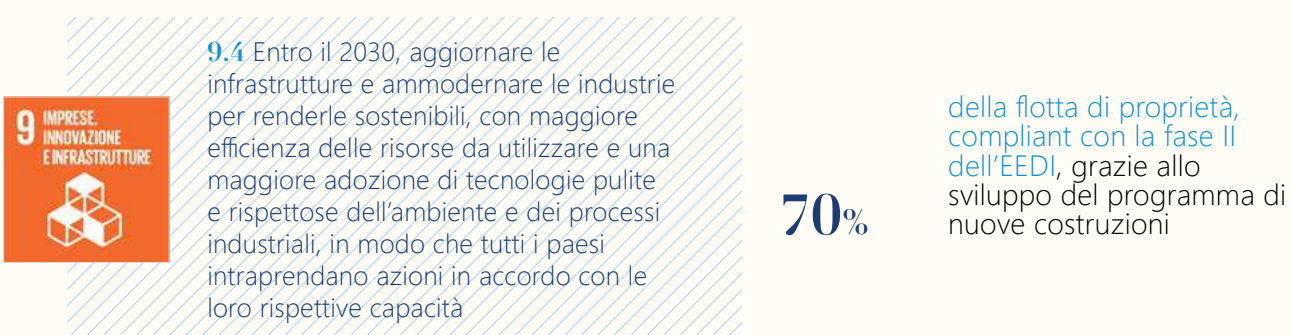 9 IMPRESE,
INNOVAZIONE
E INFRASTRUTTURE
9.4 Entro il 2030, aggiornare le
infrastrutture e ammodernare le industrie
per renderle sostenibili, con maggiore
efficienza delle risorse da utilizzare e una
maggiore adozione di tecnologie pulite
e rispettose dell’ambiente e dei processi
industriali, in modo che tutti i paesi
intraprendano azioni in accordo con le
loro rispettive capacità
70%
della flotta di proprietà,
compliant con la fase II
dell’EEDI, grazie allo
sviluppo del programma di
nuove costruzioni